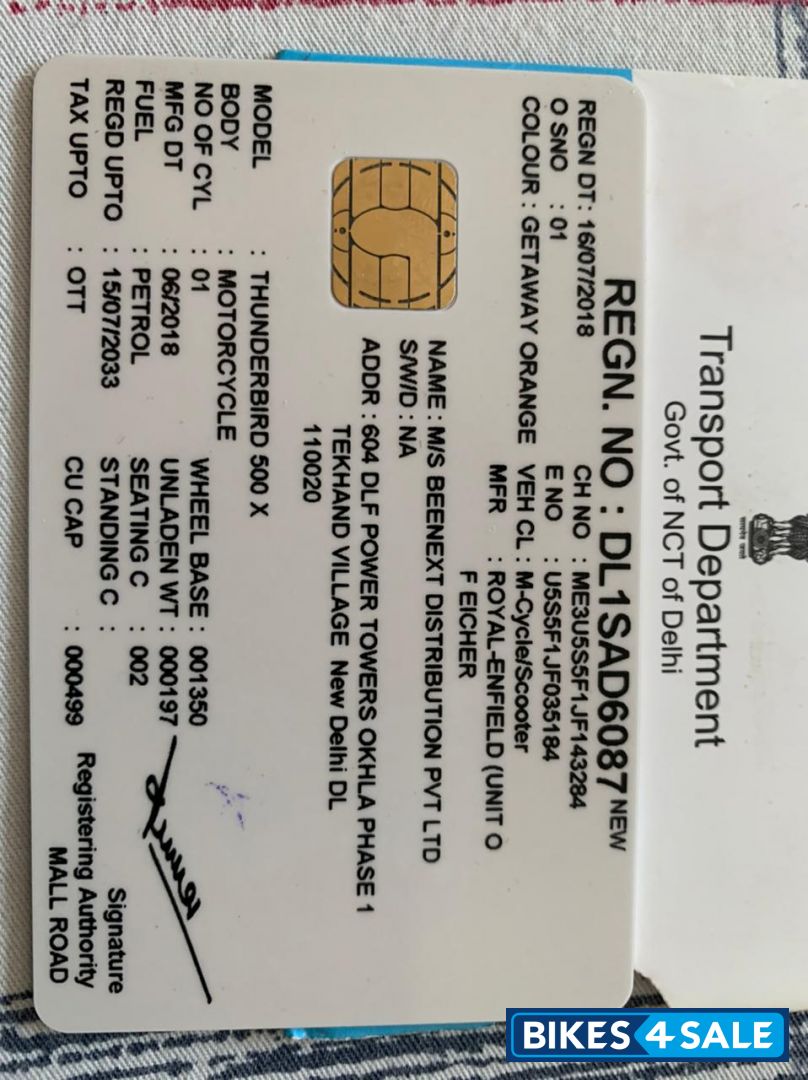 Transport Department
Govt. of NCT of Delhi
REGN. NO : DL1SAD6087 NEW
REGN DT : 16/07/2018 CH NO : ME3U5S5F1JF143284
O SNO : 01 E NO : U5S5F1JF035184
COLOUR : GETAWAY ORANGE VEH CL : M-Cycle/Scooter
MFR : ROYAL-ENFIELD (UNIT O
F EICHER
NAME : M/S BEENEXT DISTRIBUTION PVT LTD
S/W/D : NA
ADDR : 604 DLF POWER TOWERS OKHLA PHASE 1
TEKHAND VILLAGE New Delhi DL
110020
MODEL : THUNDERBIRD 500 X
BODY : MOTORCYCLE WHEEL BASE : 001350
NO OF CYL : 01 UNLADEN WT : 000197
MFG DT : 06/2018 SEATING C : 002
FUEL : PETROL STANDING C :
REGD UPTO : 15/07/2033 CU CAP : 000499
TAX UPTO : OTT
Signature
Registering Authority
MALL ROAD
BIKES4SALE